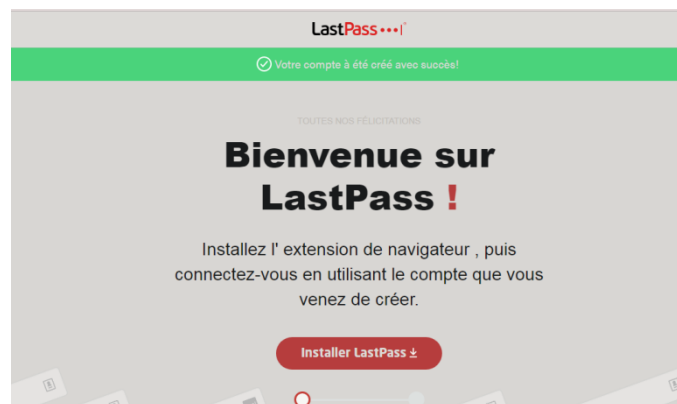 LastPass
Votre compte à été créé avec succès!
TOUTES NOS FÉLICITATIONS
Bienvenue sur
LastPass !
Installez l' extension de navigateur , puis
connectez-vous en utilisant le compte que vous
venez de créer.
Installer LastPass